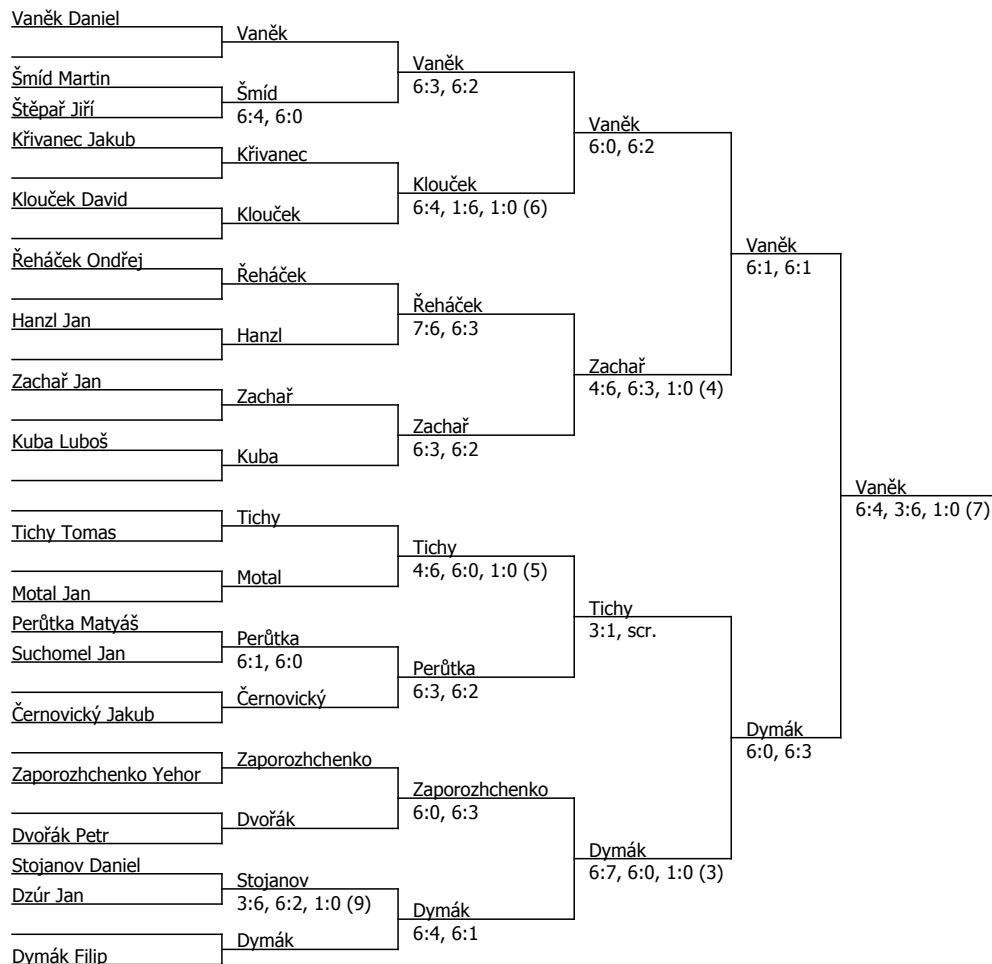 Vaněk Daniel
Šmíd Martin
Štěpař Jiří
Křivanec Jakub
Klouček David
Řeháček Ondřej
Hanzl Jan
Zachař Jan
Kuba Luboš
Tichy Tomas
Motal Jan
Perůtka Matyáš
Suchomel Jan
Černovický Jakub
Zaporozhchenko Yehor
Dvořák Petr
Stojanov Daniel
Dzúr Jan
Dymák Filip
Vaněk
Šmíd
6:4, 6:0
Křivanec
Klouček
Řeháček
Hanzl
Zachař
Kuba
Tichy
Motal
Perůtka
6:1, 6:0
Černovický
Zaporozhchenko
Dvořák
Stojanov
3:6, 6:2, 1:0 (9)
Dymák
Vaněk
6:3, 6:2
Klouček
6:4, 1:6, 1:0 (6)
Řeháček
7:6, 6:3
Zachař
6:3, 6:2
Tichy
4:6, 6:0, 1:0 (5)
Perůtka
6:3, 6:2
Zaporozhchenko
6:0, 6:3
Dymák
6:4, 6:1
Vaněk
6:0, 6:2
Zachař
4:6, 6:3, 1:0 (4)
Tichy
3:1, scr.
Dymák
6:7, 6:0, 1:0 (3)
Vaněk
6:1, 6:1
Dymák
6:0, 6:3
Vaněk
6:4, 3:6, 1:0 (7)